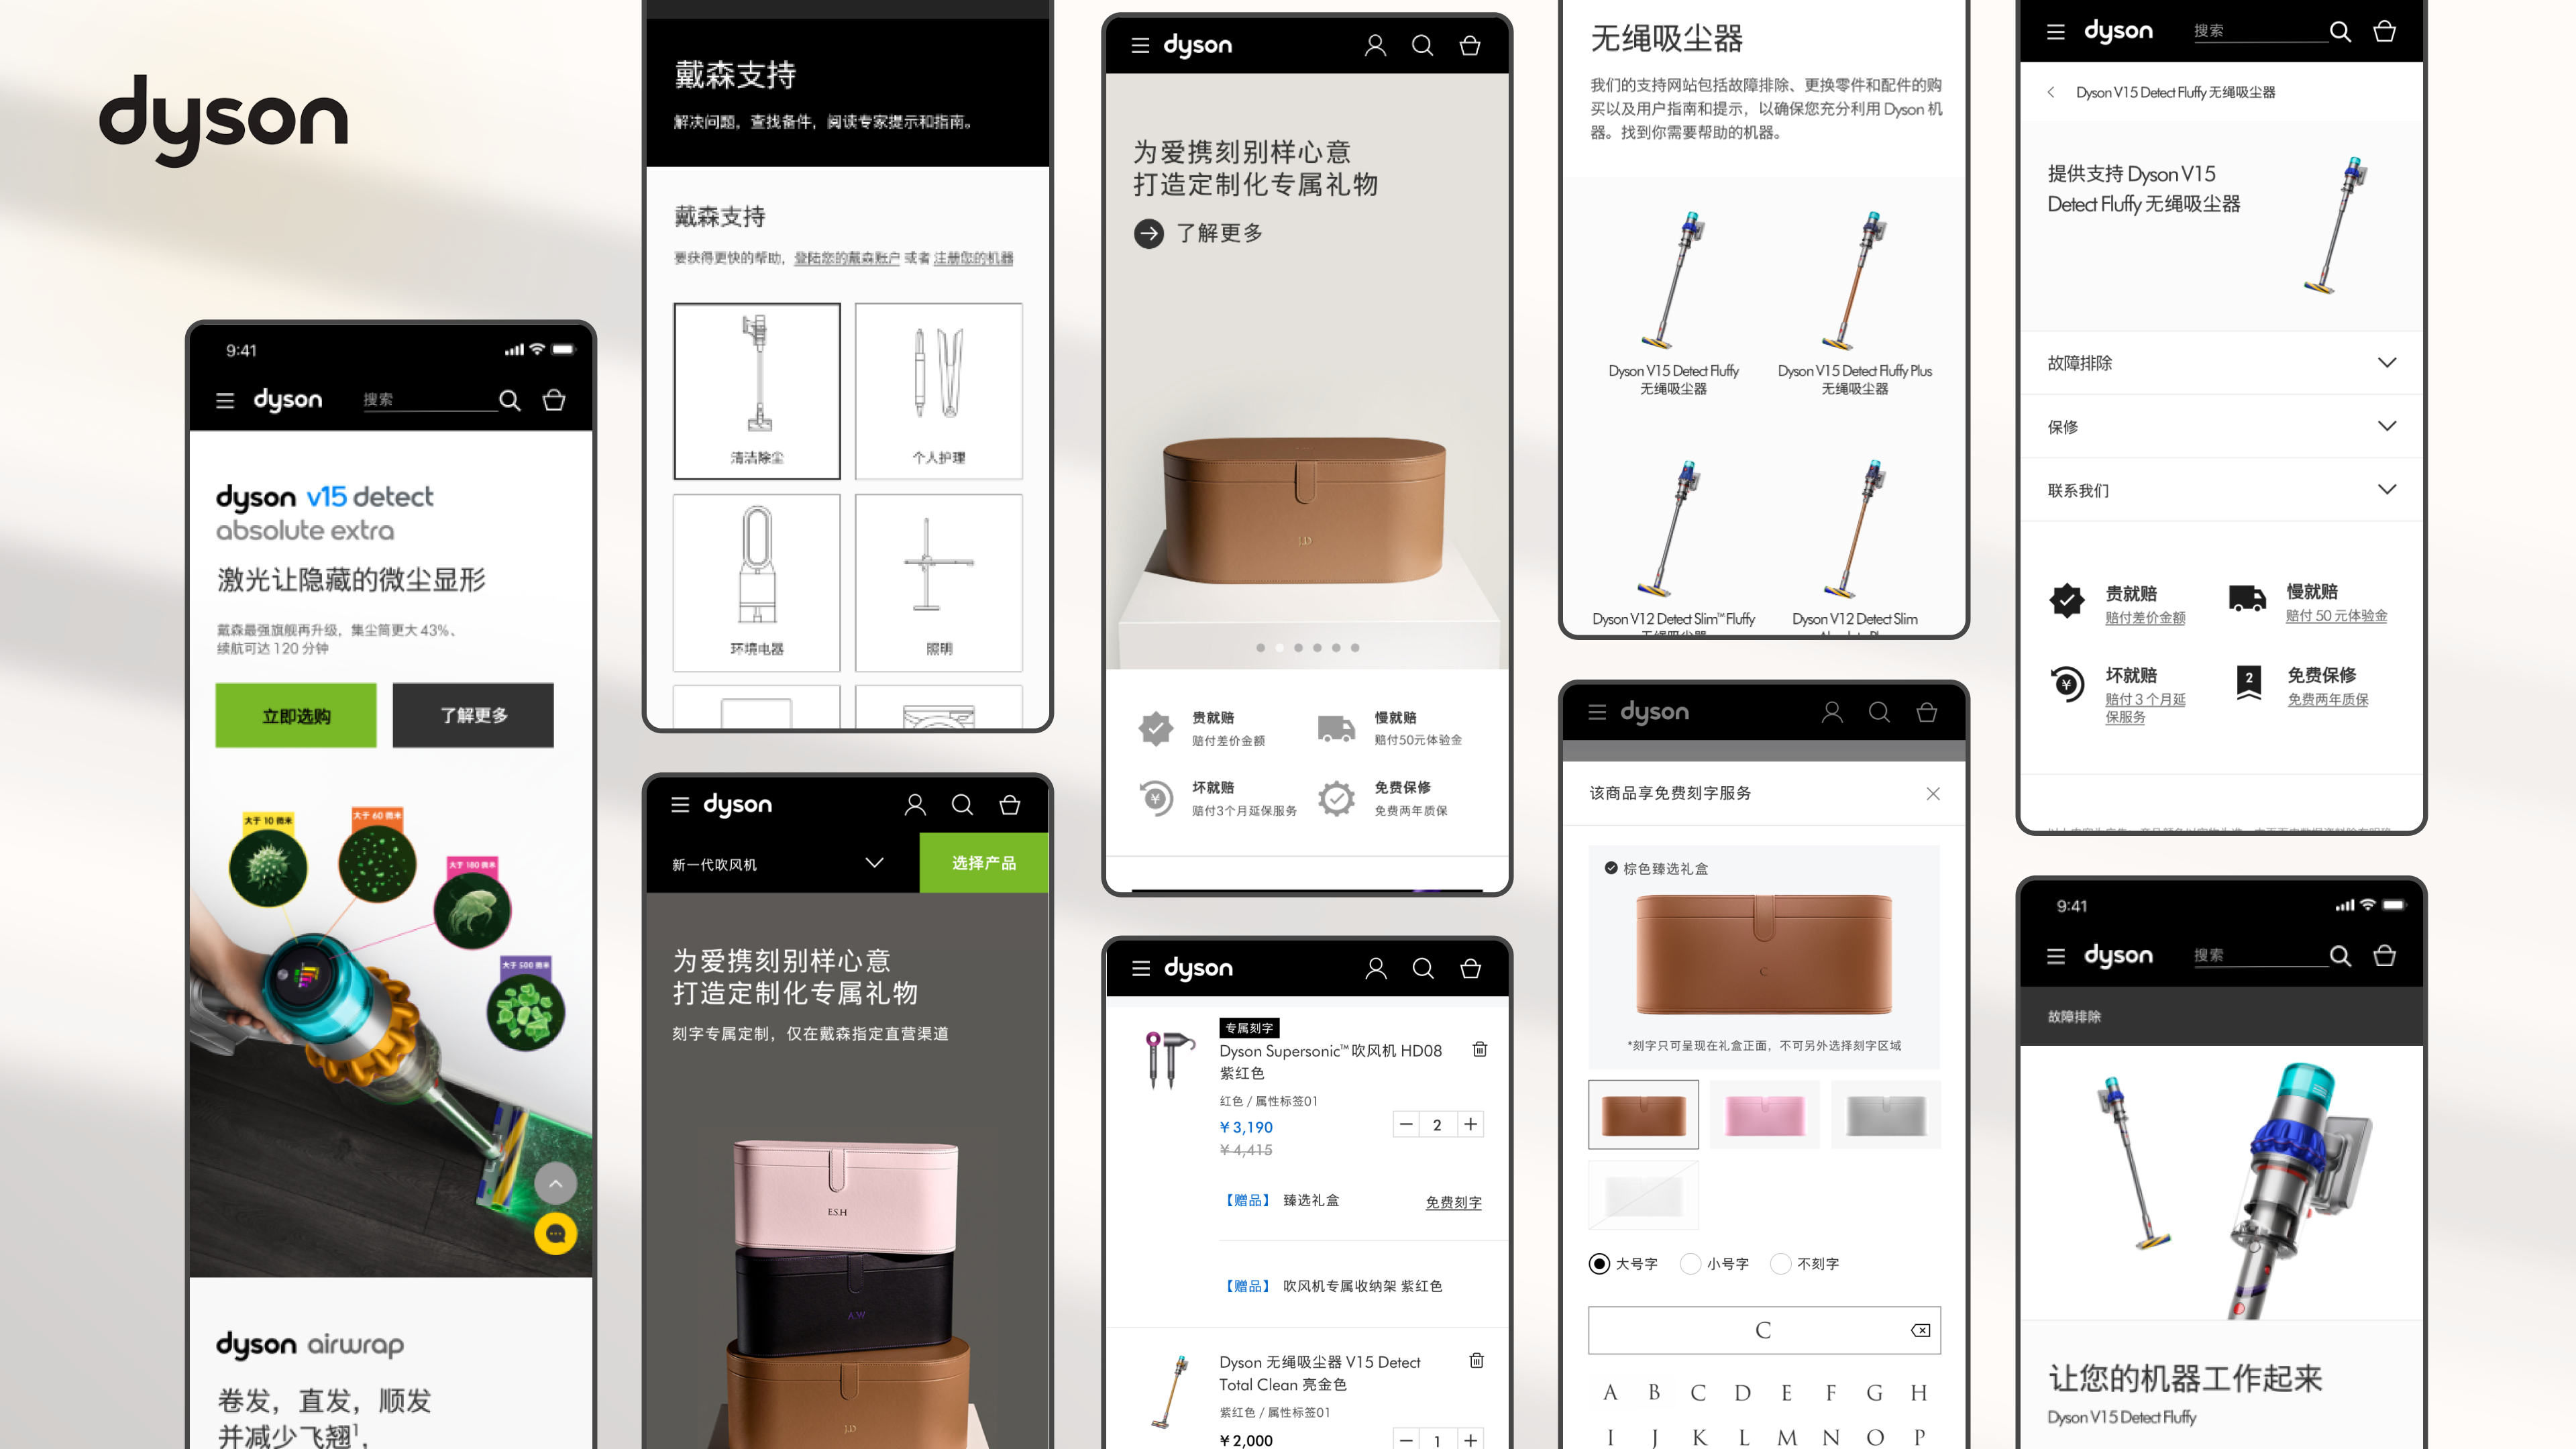 dyson
9:41
dyson
搜索
dyson v15 detect
absolute extra
激光让隐藏的微尘显形
戴森最强旗舰再升级，集尘筒更大 43%、
续航可达 120 分钟
立即选购
了解更多
大于 10 微米
大于 60 微米
大于 180 微米
大于 500 微米
dyson airwrap
卷发，直发，顺发
并减少飞翘¹，
戴森支持
解决问题，查找备件，阅读专家提示和指南。
戴森支持
要获得更快的帮助，登陆您的戴森账户 或者 注册您的机器
清洁除尘
个人护理
环境电器
照明
dyson
新一代吹风机
选择产品
为爱携刻别样心意
打造定制化专属礼物
刻字专属定制，仅在戴森指定直营渠道
E.S.H
A.W
J.D
dyson
为爱携刻别样心意
打造定制化专属礼物
了解更多
J.D
贵就赔
赔付差价金额
慢就赔
赔付50元体验金
坏就赔
赔付3个月延保服务
免费保修
免费两年质保
dyson
专属刻字
Dyson Supersonic™ 吹风机 HD08
紫红色
红色 / 属性标签01
¥ 3,190
¥ 4,415
2
【赠品】 臻选礼盒
免费刻字
【赠品】 吹风机专属收纳架 紫红色
Dyson 无绳吸尘器 V15 Detect
Total Clean 亮金色
紫红色 / 属性标签01
¥ 2,000
1
无绳吸尘器
我们的支持网站包括故障排除、更换零件和配件的购
买以及用户指南和提示，以确保您充分利用 Dyson 机
器。找到你需要帮助的机器。
Dyson V15 Detect Fluffy
无绳吸尘器
Dyson V15 Detect Fluffy Plus
无绳吸尘器
Dyson V12 Detect Slim™ Fluffy
无绳吸尘器
Dyson V12 Detect Slim
dyson
该商品享免费刻字服务
棕色臻选礼盒
C
*刻字只可呈现在礼盒正面，不可另外选择刻字区域
大号字
小号字
不刻字
C
A B C D E F G H
I J K L M N O P
dyson
搜索
Dyson V15 Detect Fluffy 无绳吸尘器
提供支持 Dyson V15
Detect Fluffy 无绳吸尘器
故障排除
保修
联系我们
贵就赔
赔付差价金额
慢就赔
赔付 50 元体验金
坏就赔
赔付 3 个月延
保服务
2
免费保修
免费两年质保
9:41
dyson
搜索
故障排除
让您的机器工作起来
Dyson V15 Detect Fluffy